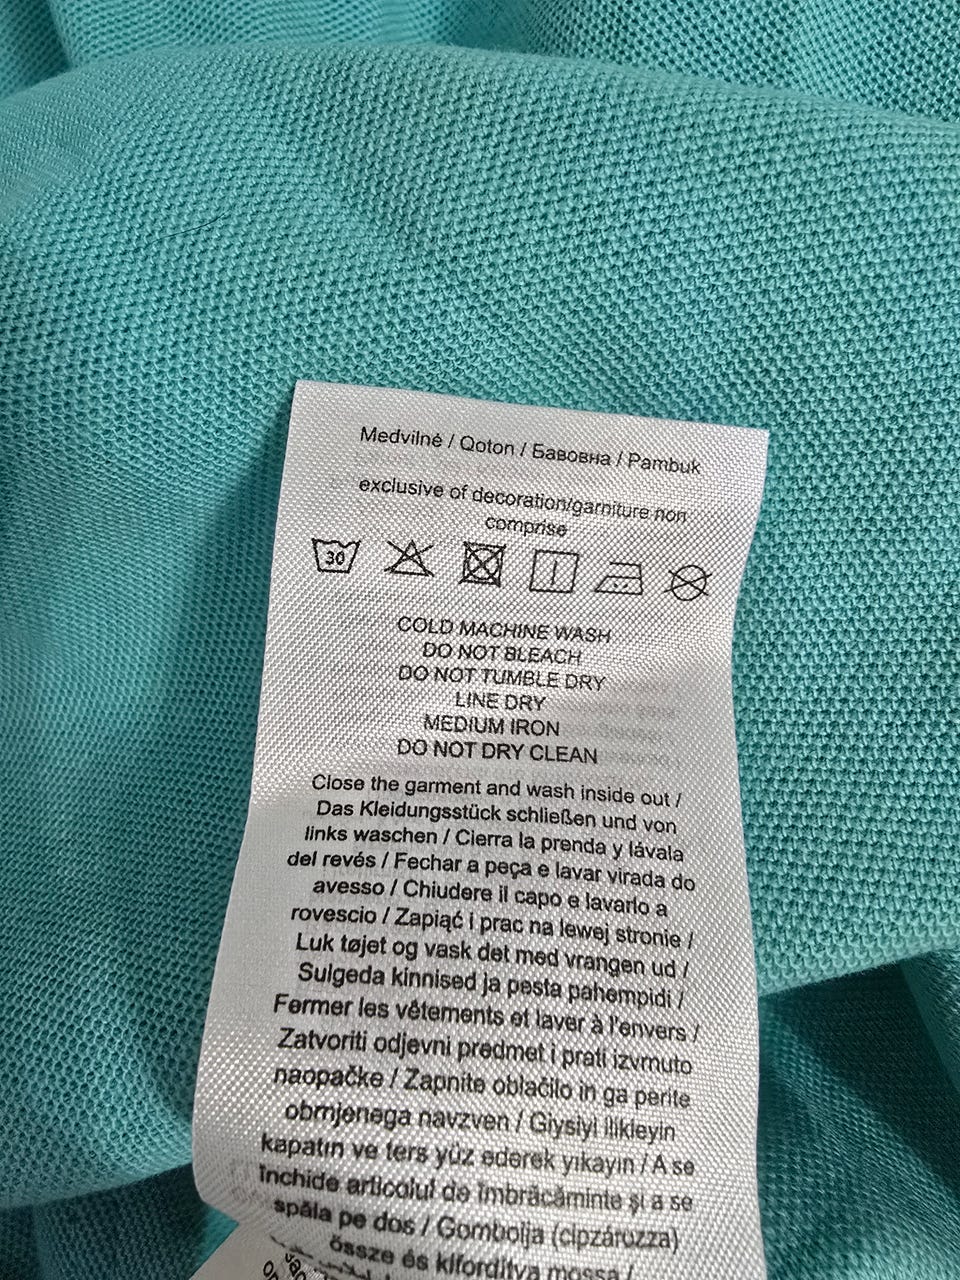 Medvilné / Qoton / Бавовна / Pambuk
exclusive of decoration/garniture non
comprise
30
COLD MACHINE WASH
DO NOT BLEACH
DO NOT TUMBLE DRY
LINE DRY
MEDIUM IRON
DO NOT DRY CLEAN
Close the garment and wash inside out /
Das Kleidungsstück schließen und von
links waschen / Cierra la prenda y lávala
del revés / Fechar a peça e lavar virada do
avesso / Chiudere il capo e lavarlo a
rovescio / Zapiąć i prac na lewej stronie /
Luk tøjet og vask det med vrangen ud /
Sulgeda kinnised ja pesta pahempidi /
Fermer les vêtements et laver à l'envers /
Zatvoriti odjevni predmet i prati izvrnuto
naopačke / Zapnite oblačilo in ga perite
obrnjenega navzven / Giysiyi ilikleyin
kapatın ve ters yüz ederek yıkayın / A se
închide articolul de îmbrăcăminte şi a se
spăla pe dos / Gombolja (cipzározza)
össze és kifordítva mossa /